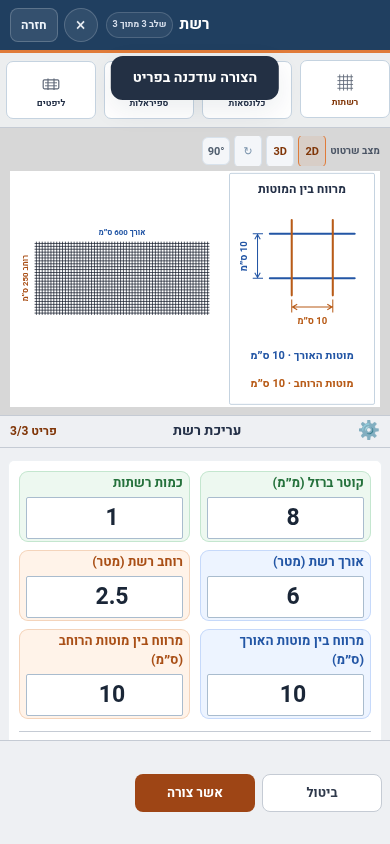 רשת
שלב 3 מתוך 3
×
חזרה
הצורה עודכנה בפריט
רשתות
כלונסאות
ספיראלות
ליפטים
מצב שרטוט
2D
3D
↻
90°
מרווח בין המוטות
10 ס״מ
10 ס״מ
מוטות האורך · 10 ס״מ
מוטות הרוחב · 10 ס״מ
אורך 600 ס״מ
רוחב 250 ס״מ
עריכת רשת
פריט 3/3
קוטר ברזל (מ״מ)
8
כמות רשתות
1
אורך רשת (מטר)
6
רוחב רשת (מטר)
2.5
מרווח בין מוטות האורך
(ס״מ)
10
מרווח בין מוטות הרוחב
(ס״מ)
10
ביטול
אשר צורה